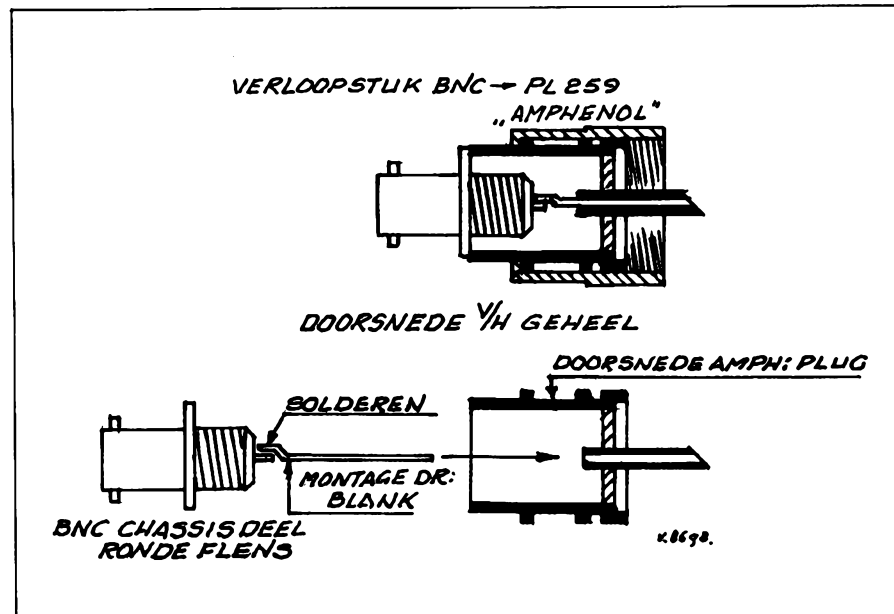 VERLOOPSTUK BNC → PL 259
„AMPHENOL"
DOORSNEDE V/H GEHEEL
DOORSNEDE AMPH: PLUG
SOLDEREN
MONTAGE DR:
BLANK
BNC CHASSIS DEEL
RONDE FLENS